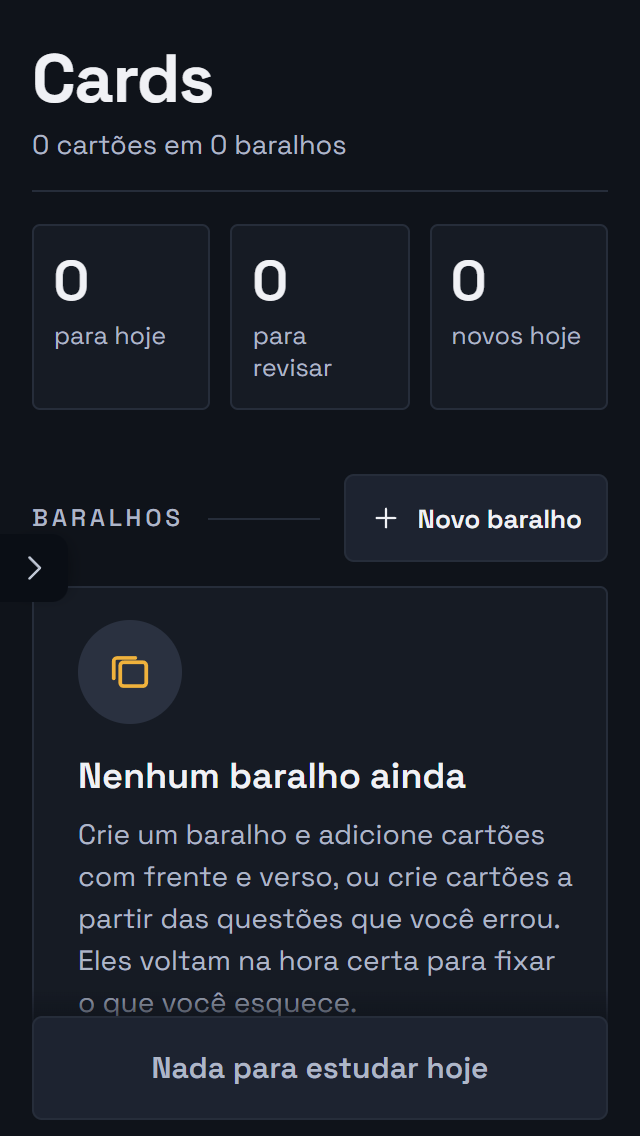 Cards
0 cartões em 0 baralhos
0
para hoje
0
para
revisar
0
novos hoje
BARALHOS
Novo baralho
Nenhum baralho ainda
Crie um baralho e adicione cartões
com frente e verso, ou crie cartões a
partir das questões que você errou.
Eles voltam na hora certa para fixar
o que você esquece.
Nada para estudar hoje